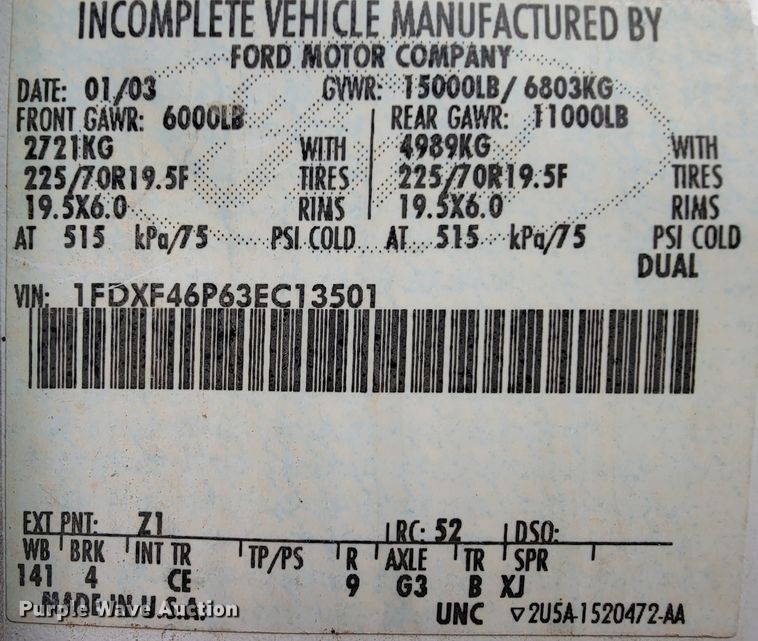 INCOMPLETE VEHICLE MANUFACTURED BY
FORD MOTOR COMPANY
DATE: 01/03 GVWR: 15000LB/ 6803KG
FRONT GAWR: 6000LB REAR GAWR: 11000LB
2721KG WITH 4989KG WITH
225/70R19.5F TIRES 225/70R19.5F TIRES
19.5X6.0 RIMS 19.5X6.0 RIMS
AT 515 kPa/75 PSI COLD AT 515 kPa/75 PSI COLD
DUAL
VIN: 1FDXF46P63EC13501
EXT PNT: Z1 RC: 52 DSO:
WB BRK INT TR TP/PS R AXLE TR SPR
141 4 CE 9 G3 B XJ
MADE IN U.S.A.
UNC ▽2U5A-1520472-AA
Purple Wave Auction